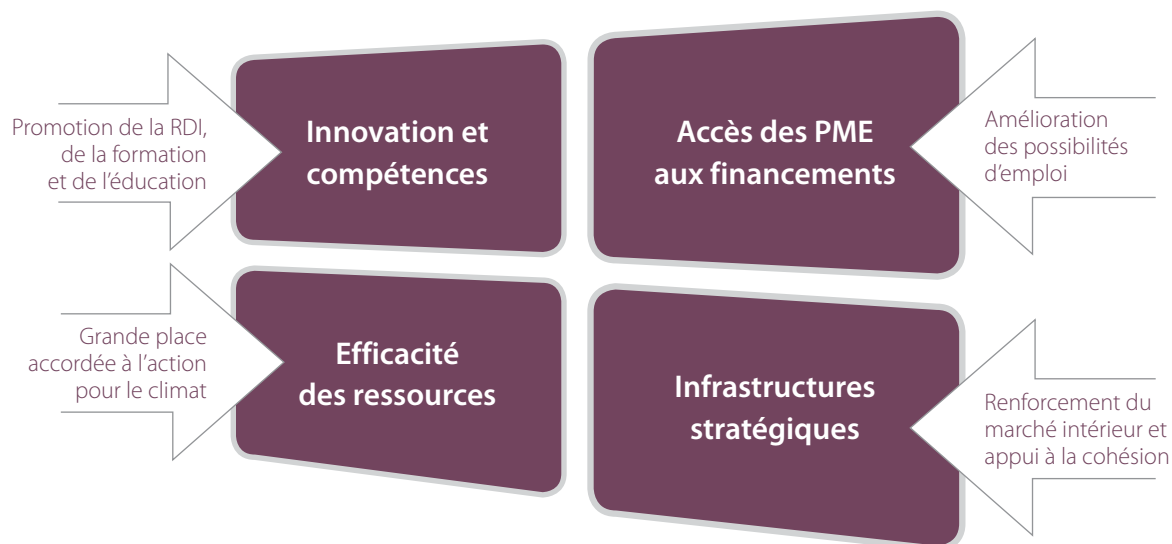 Promotion de la RDI,
de la formation
et de l’éducation
Innovation et
compétences
Accès des PME
aux financements
Amélioration
des possibilités
d’emploi
Grande place
accordée à l’action
pour le climat
Efficacité
des ressources
Infrastructures
stratégiques
Renforcement du
marché intérieur et
appui à la cohésion